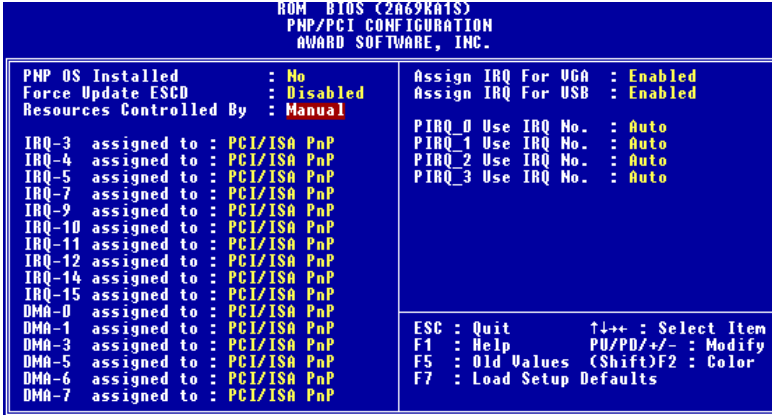 ROM BIOS (2A69KA1S)
PNP/PCI CONFIGURATION
AWARD SOFTWARE, INC.
PNP OS Installed : No
Force Update ESCD : Disabled
Resources Controlled By : Manual
IRQ-3 assigned to : PCI/ISA PnP
IRQ-4 assigned to : PCI/ISA PnP
IRQ-5 assigned to : PCI/ISA PnP
IRQ-7 assigned to : PCI/ISA PnP
IRQ-9 assigned to : PCI/ISA PnP
IRQ-10 assigned to : PCI/ISA PnP
IRQ-11 assigned to : PCI/ISA PnP
IRQ-12 assigned to : PCI/ISA PnP
IRQ-14 assigned to : PCI/ISA PnP
IRQ-15 assigned to : PCI/ISA PnP
DMA-0 assigned to : PCI/ISA PnP
DMA-1 assigned to : PCI/ISA PnP
DMA-3 assigned to : PCI/ISA PnP
DMA-5 assigned to : PCI/ISA PnP
DMA-6 assigned to : PCI/ISA PnP
DMA-7 assigned to : PCI/ISA PnP
Assign IRQ For VGA : Enabled
Assign IRQ For USB : Enabled
PIRQ_0 Use IRQ No. : Auto
PIRQ_1 Use IRQ No. : Auto
PIRQ_2 Use IRQ No. : Auto
PIRQ_3 Use IRQ No. : Auto
ESC : Quit ↑↓→← : Select Item
F1 : Help PU/PD/+/- : Modify
F5 : Old Values (Shift)F2 : Color
F7 : Load Setup Defaults